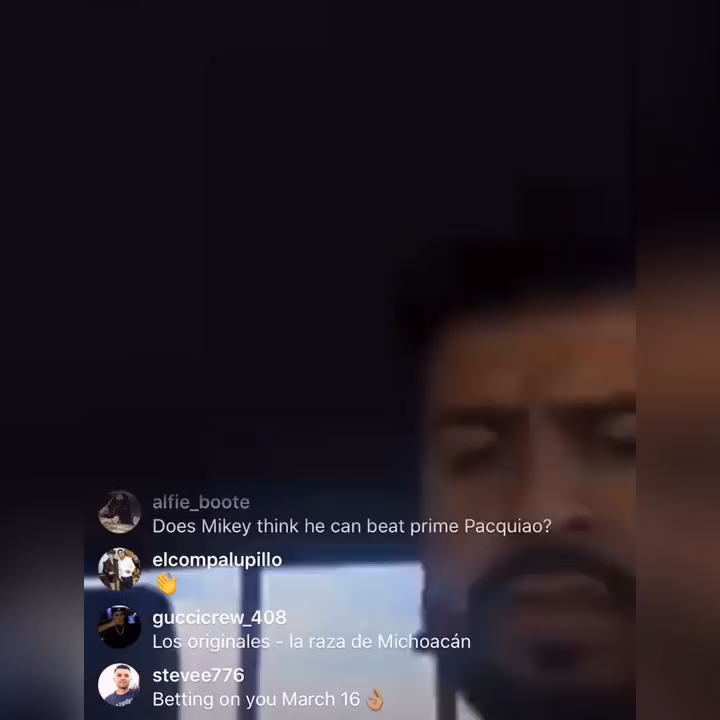 alfie_boote
Does Mikey think he can beat prime Pacquiao?
elcompalupillo
👋🏼
guccicrew_408
Los originales - la raza de Michoacán
stevee776
Betting on you March 16 👌🏽